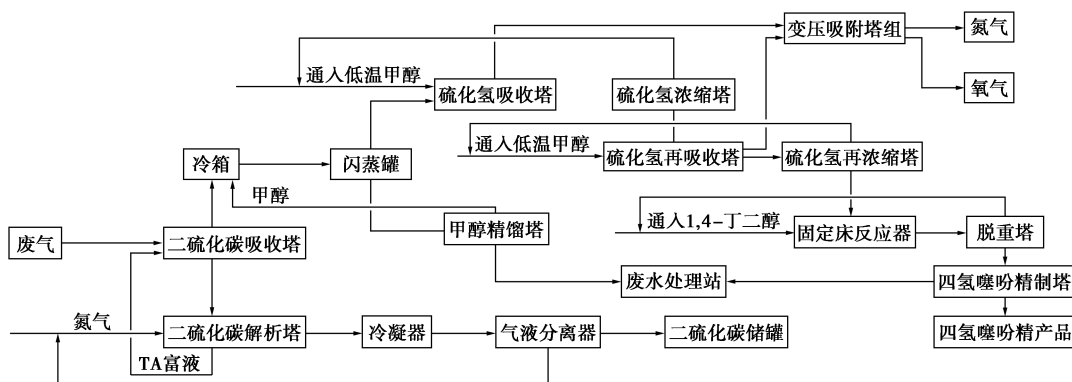 变压吸附塔组
氮气
氧气
通入低温甲醇
硫化氢吸收塔
硫化氢浓缩塔
通入低温甲醇
硫化氢再吸收塔
硫化氢再浓缩塔
冷箱
闪蒸罐
甲醇
甲醇精馏塔
通入1,4-丁二醇
固定床反应器
脱重塔
废气
二硫化碳吸收塔
废水处理站
四氢噻吩精制塔
氮气
二硫化碳解析塔
冷凝器
气液分离器
二硫化碳储罐
四氢噻吩精产品
TA富液